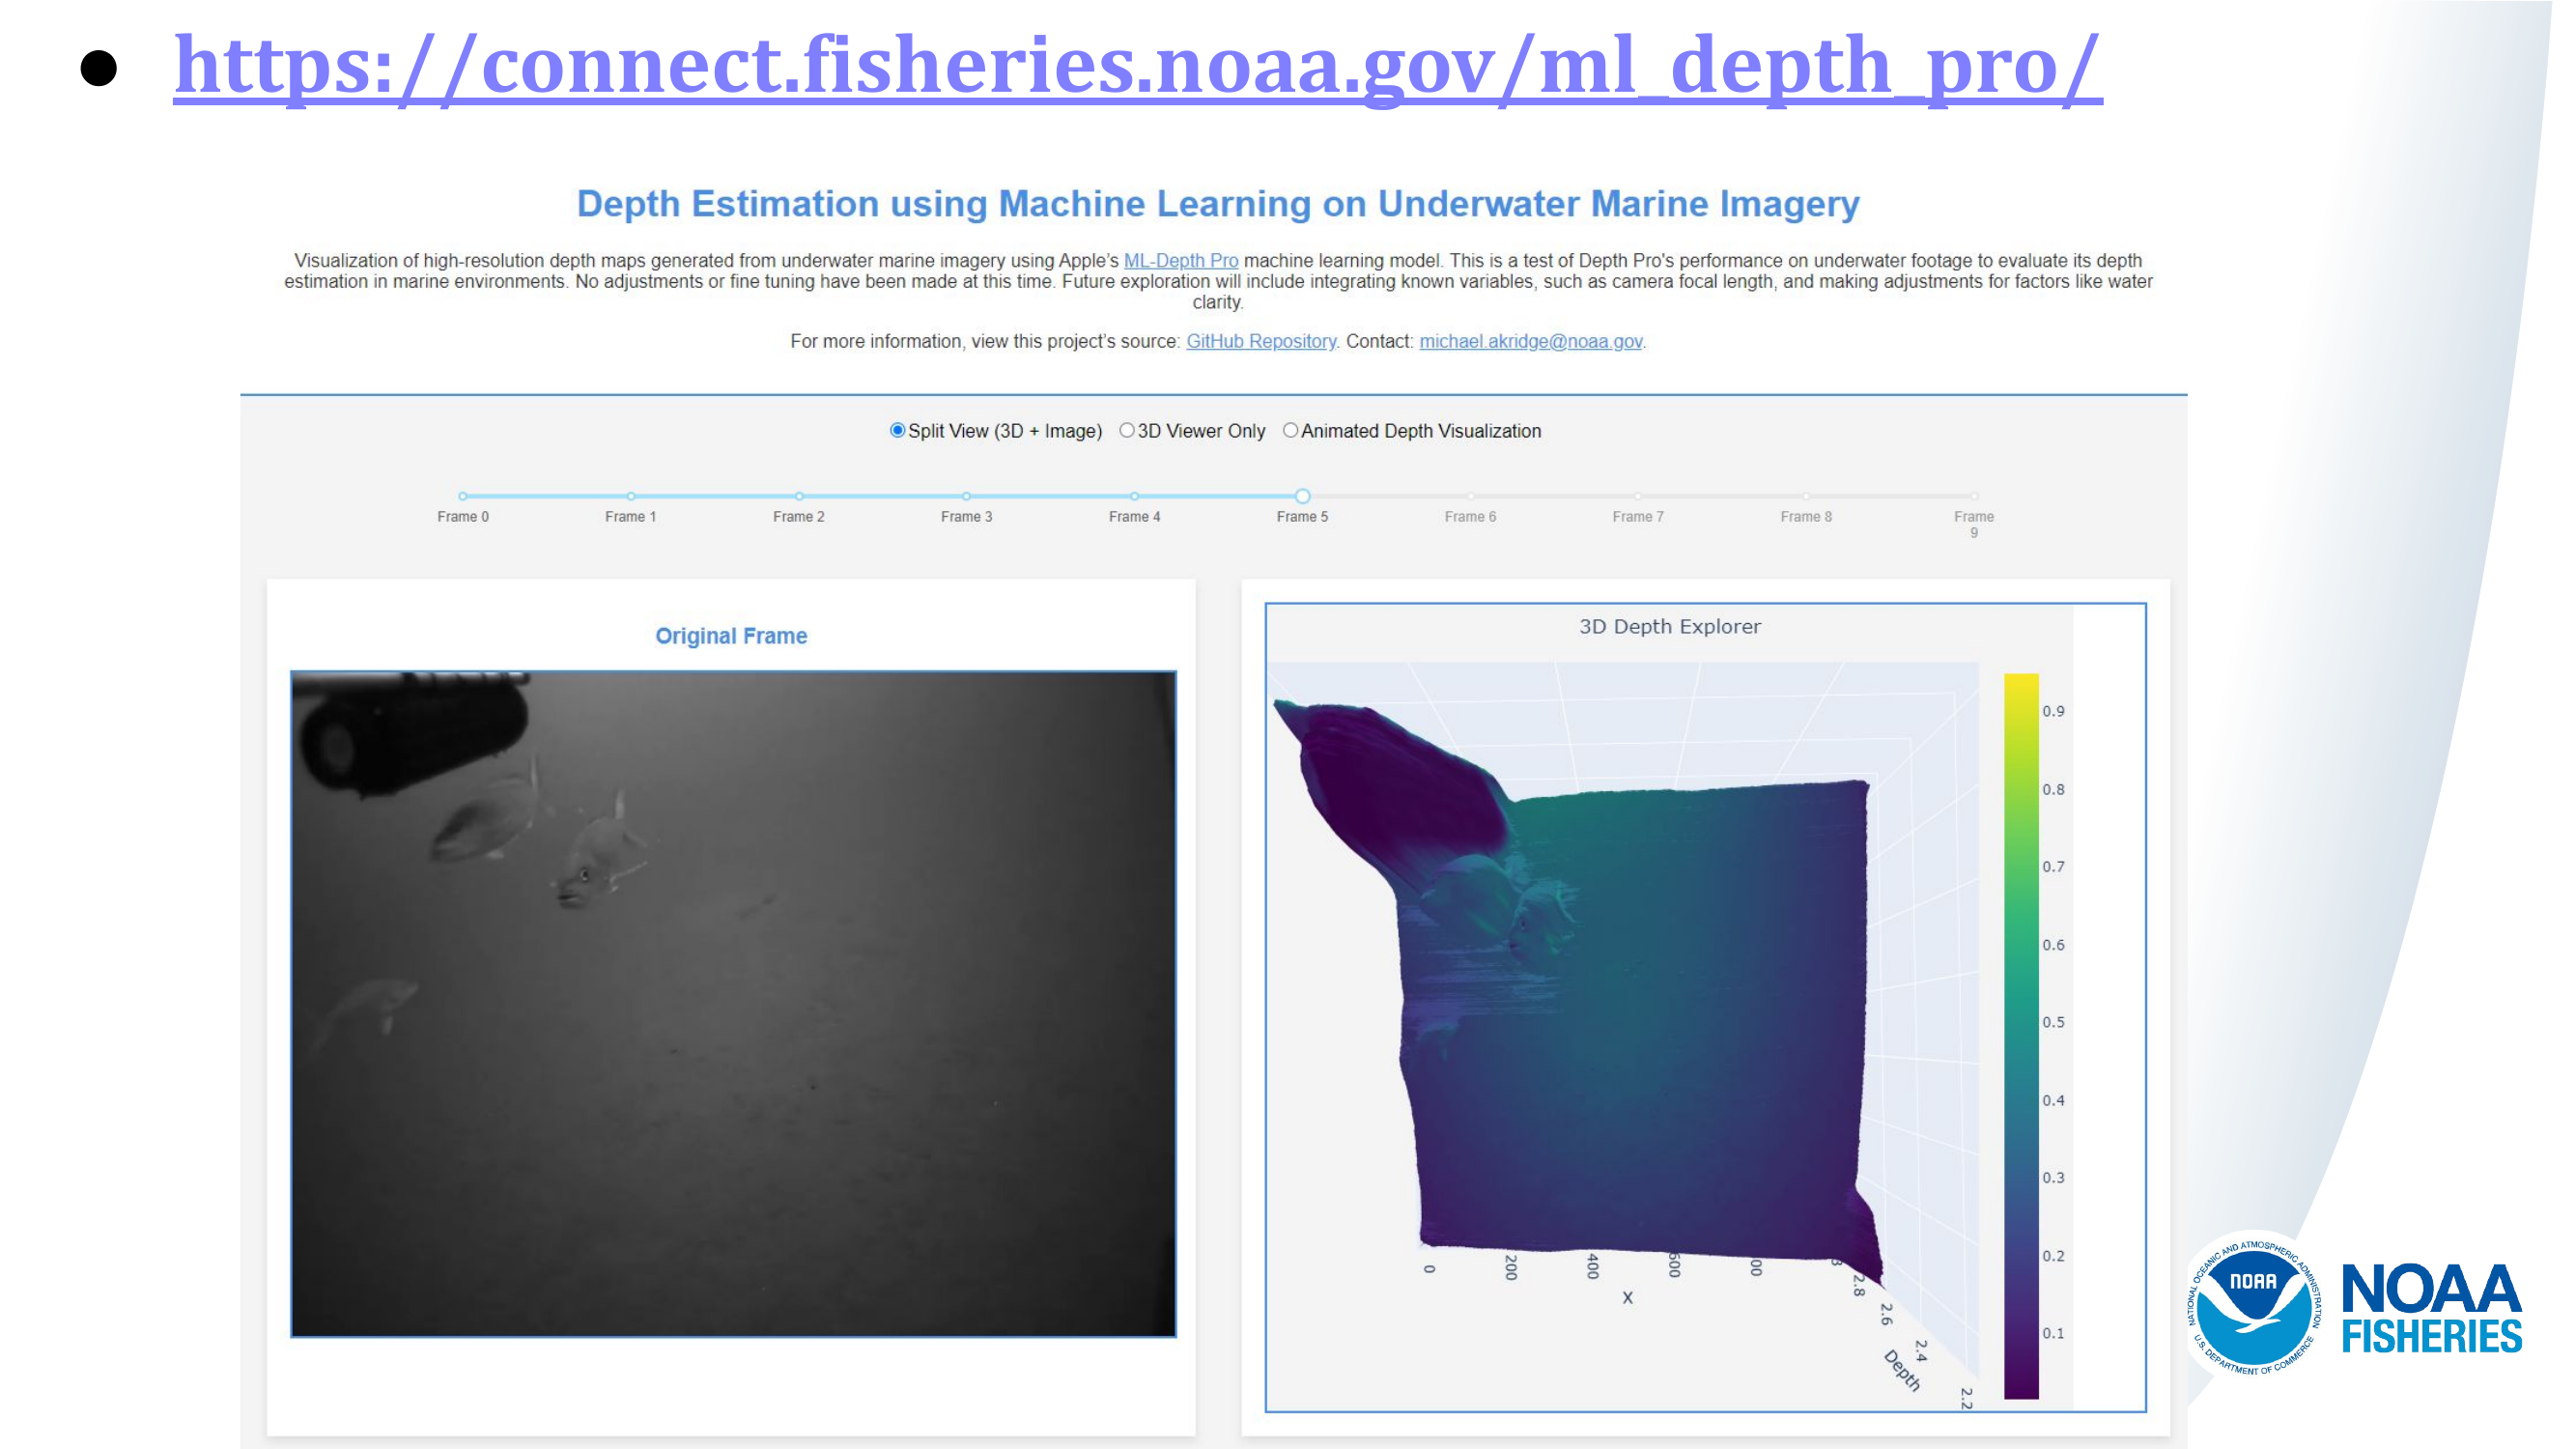 ● https://connect.fisheries.noaa.gov/ml_depth_pro/
Depth Estimation using Machine Learning on Underwater Marine Imagery
Visualization of high-resolution depth maps generated from underwater marine imagery using Apple's ML-Depth Pro machine learning model. This is a test of Depth Pro's performance on underwater footage to evaluate its depth
estimation in marine environments. No adjustments or fine tuning have been made at this time. Future exploration will include integrating known variables, such as camera focal length, and making adjustments for factors like water
clarity.
For more information, view this project's source: GitHub Repository. Contact: michael.akridge@noaa.gov.
Split View (3D + Image) 3D Viewer Only Animated Depth Visualization
Frame 0 Frame 1 Frame 2 Frame 3 Frame 4 Frame 5 Frame 6 Frame 7 Frame 8 Frame
9
Original Frame
3D Depth Explorer
0.9
0.8
0.7
0.6
0.5
0.4
0.3
0.2
0.1
0 200 400 600 00
X
2.8
2.6
2.4
2.2
Depth
NATIONAL OCEANIC AND ATMOSPHERIC ADMINISTRATION
NOAA
U.S. DEPARTMENT OF COMMERCE
NOAA
FISHERIES